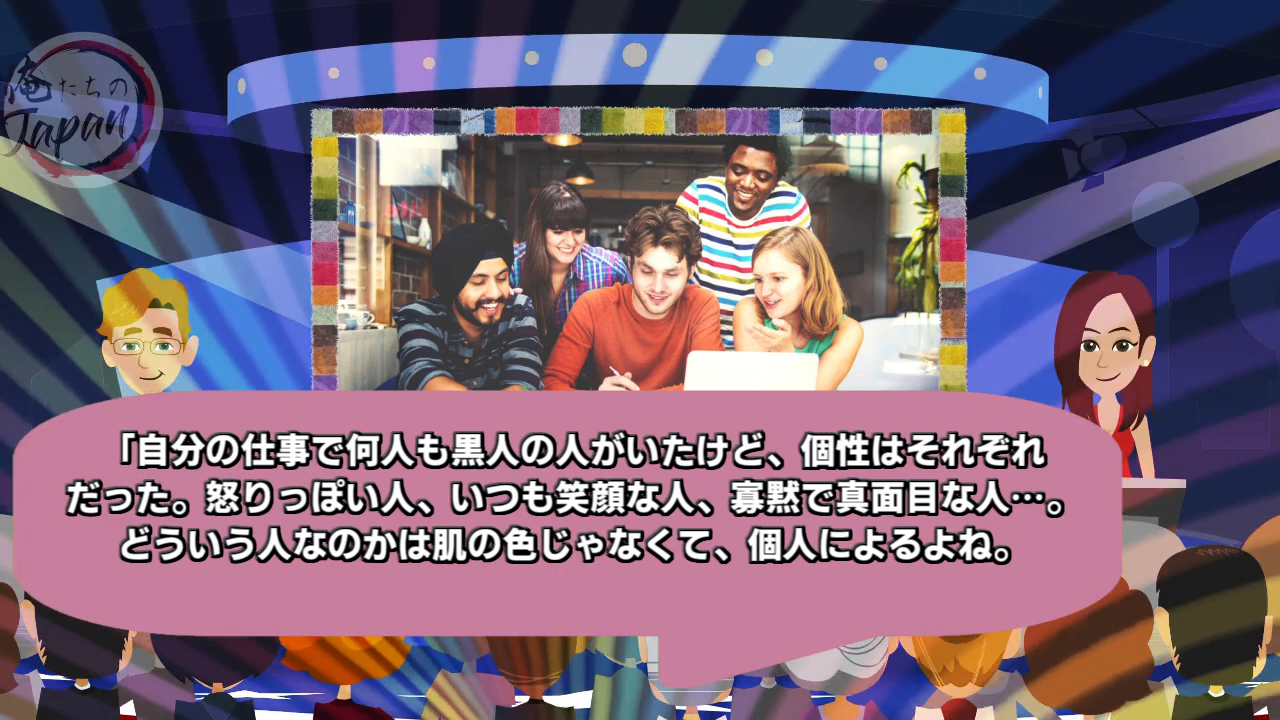 俺たちの
Japan
「自分の仕事で何人も黒人の人がいたけど、個性はそれぞれ
だった。怒りっぽい人、いつも笑顔な人、寡黙で真面目な人…。
どういう人なのかは肌の色じゃなくて、個人によるよね。